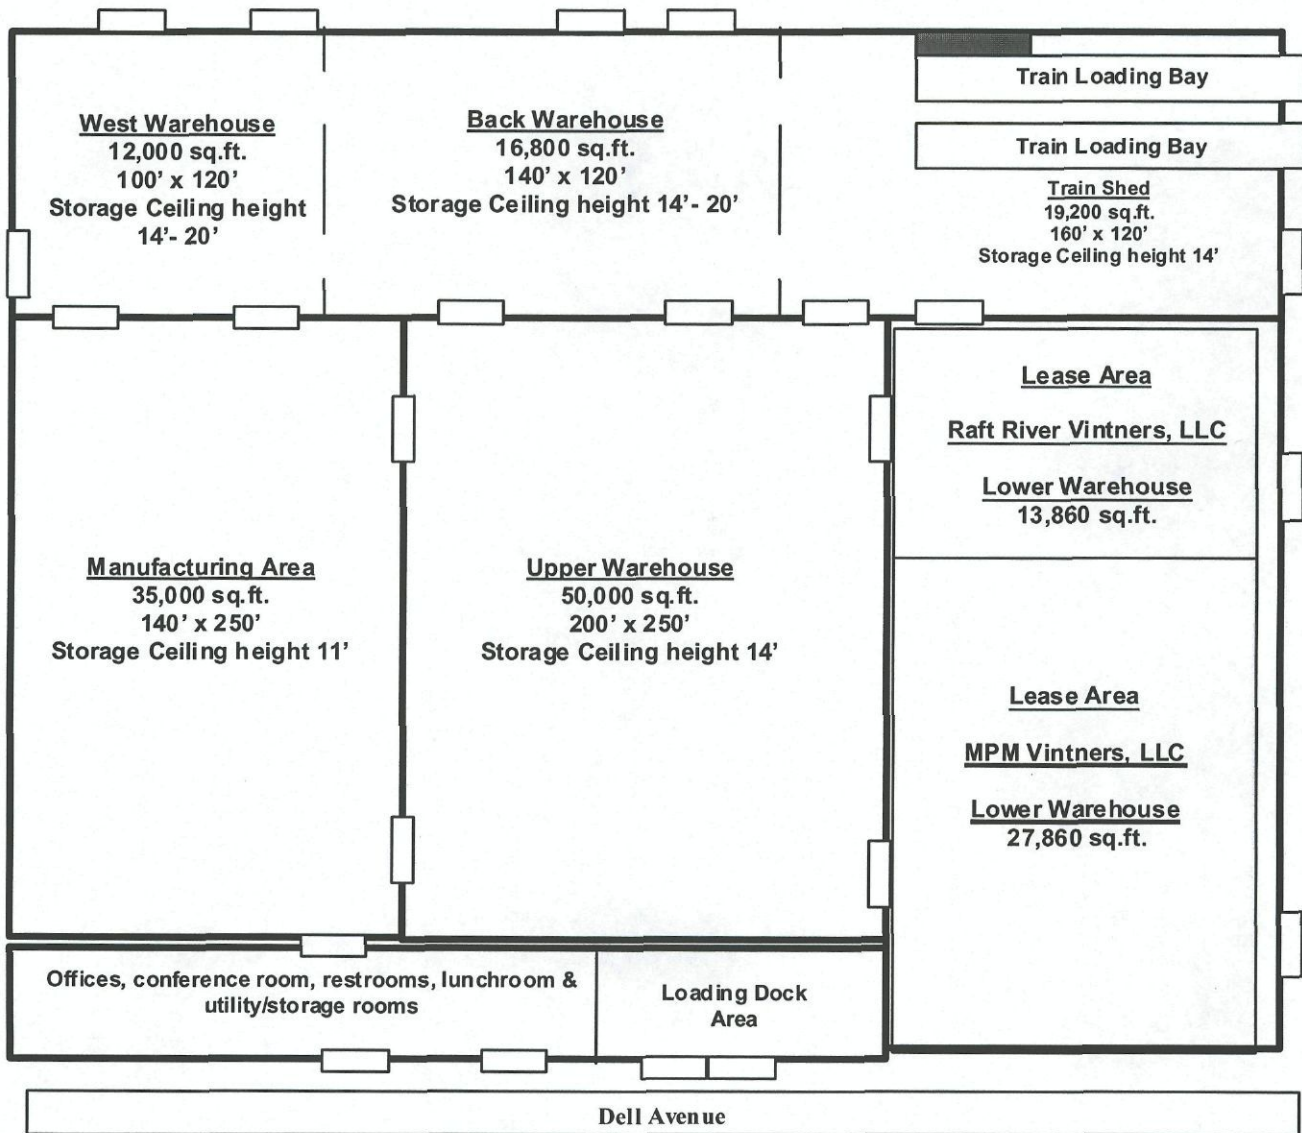 Train Loading Bay
Train Loading Bay
West Warehouse
12,000 sq.ft.
100' x 120'
Storage Ceiling height
14'- 20'
Back Warehouse
16,800 sq.ft.
140' x 120'
Storage Ceiling height 14'- 20'
Train Shed
19,200 sq.ft.
160' x 120'
Storage Ceiling height 14'
Manufacturing Area
35,000 sq.ft.
140' x 250'
Storage Ceiling height 11'
Upper Warehouse
50,000 sq.ft.
200' x 250'
Storage Ceiling height 14'
Lease Area
Raft River Vintners, LLC
Lower Warehouse
13,860 sq.ft.
Lease Area
MPM Vintners, LLC
Lower Warehouse
27,860 sq.ft.
Offices, conference room, restrooms, lunchroom &
utility/storage rooms
Loading Dock
Area
Dell Avenue